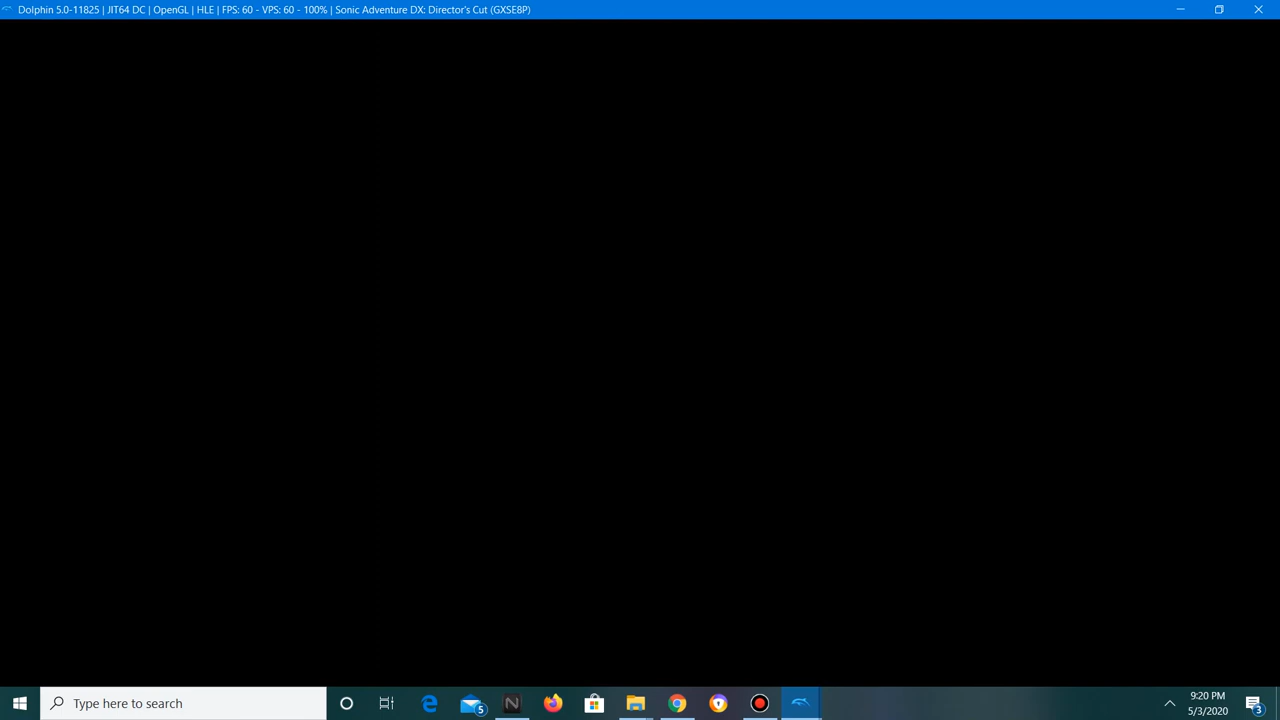 Dolphin 5.0-11825 | JIT64 DC | OpenGL | HLE | FPS: 60 - VPS: 60 - 100% | Sonic Adventure DX: Director's Cut (GXSE8P)
Type here to search
5
N
9:20 PM
5/3/2020
3